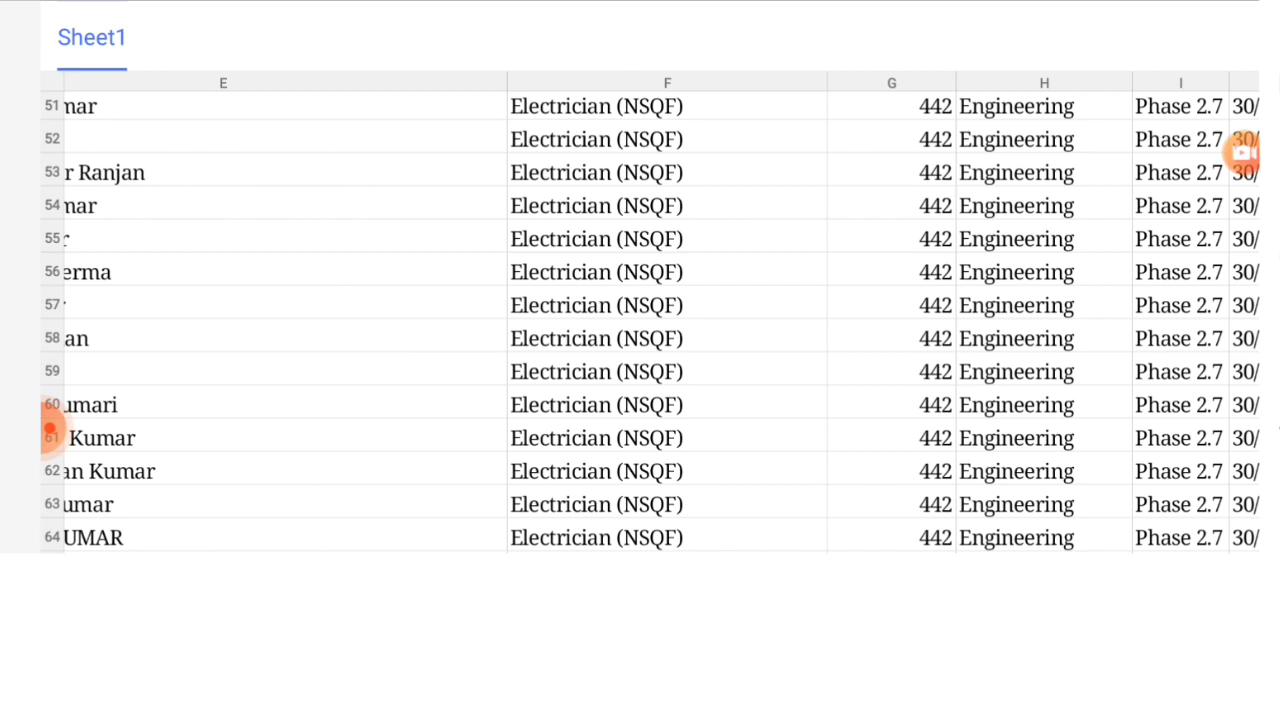 Sheet1
E F G H I
51 mar Electrician (NSQF) 442 Engineering Phase 2.7 30/
52 Electrician (NSQF) 442 Engineering Phase 2.7 30/
53 r Ranjan Electrician (NSQF) 442 Engineering Phase 2.7 30/
54 mar Electrician (NSQF) 442 Engineering Phase 2.7 30/
55 r Electrician (NSQF) 442 Engineering Phase 2.7 30/
56 erma Electrician (NSQF) 442 Engineering Phase 2.7 30/
57 Electrician (NSQF) 442 Engineering Phase 2.7 30/
58 an Electrician (NSQF) 442 Engineering Phase 2.7 30/
59 Electrician (NSQF) 442 Engineering Phase 2.7 30/
60 umari Electrician (NSQF) 442 Engineering Phase 2.7 30/
61 Kumar Electrician (NSQF) 442 Engineering Phase 2.7 30/
62 an Kumar Electrician (NSQF) 442 Engineering Phase 2.7 30/
63 umar Electrician (NSQF) 442 Engineering Phase 2.7 30/
64 UMAR Electrician (NSQF) 442 Engineering Phase 2.7 30/